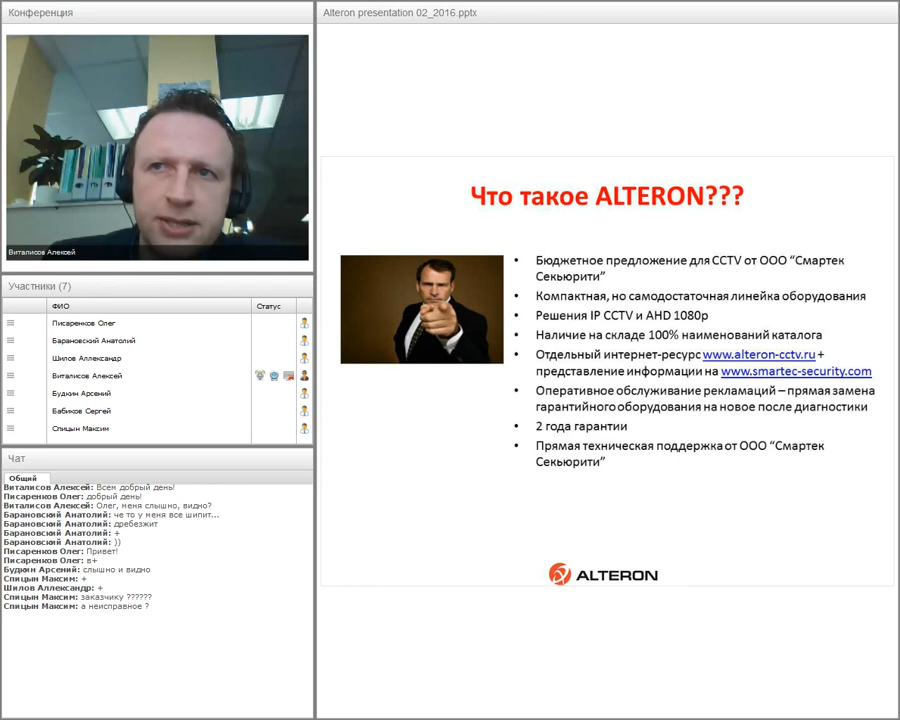 Конференция
Виталисов Алексей
Участники (7)
ФИО Статус
Писаренков Олег
Барановский Анатолий
Шилов Аллександр
Виталисов Алексей
Будкин Арсений
Бабиков Сергей
Спицын Максим
Чат
Общий
Виталисов Алексей: Всем добрый день!
Писаренков Олег: добрый день!
Виталисов Алексей: Олег, меня слышно, видно?
Барановский Анатолий: че то у меня все шипит...
Барановский Анатолий: дребезжит
Барановский Анатолий: +
Барановский Анатолий: ))
Писаренков Олег: Привет!
Писаренков Олег: в+
Будкин Арсений: слышно и видно
Спицын Максим: +
Шилов Аллександр: +
Спицын Максим: заказчику ??????
Спицын Максим: а неисправное ?
Alteron presentation 02_2016.pptx
Что такое ALTERON???
• Бюджетное предложение для CCTV от ООО “Смартек
Секьюрити”
• Компактная, но самодостаточная линейка оборудования
• Решения IP CCTV и AHD 1080p
• Наличие на складе 100% наименований каталога
• Отдельный интернет-ресурс www.alteron-cctv.ru +
представление информации на www.smartec-security.com
• Оперативное обслуживание рекламаций – прямая замена
гарантийного оборудования на новое после диагностики
• 2 года гарантии
• Прямая техническая поддержка от ООО “Смартек
Секьюрити”
ALTERON